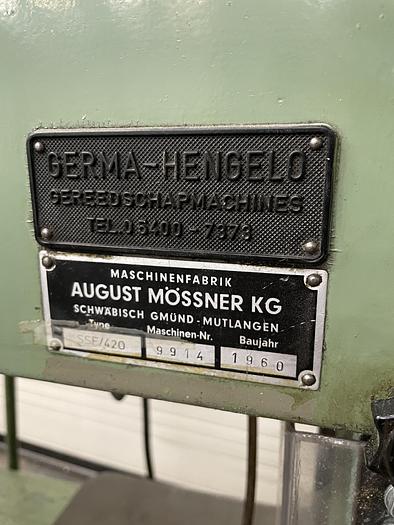 GERMA-HENGELO
GEREEDSCHAPMACHINES
TEL.05400-7373
MASCHINENFABRIK
AUGUST MÖSSNER KG
SCHWÄBISCH GMÜND-MUTLANGEN
Type Maschinen-Nr. Baujahr
SSE/420 9914 1960